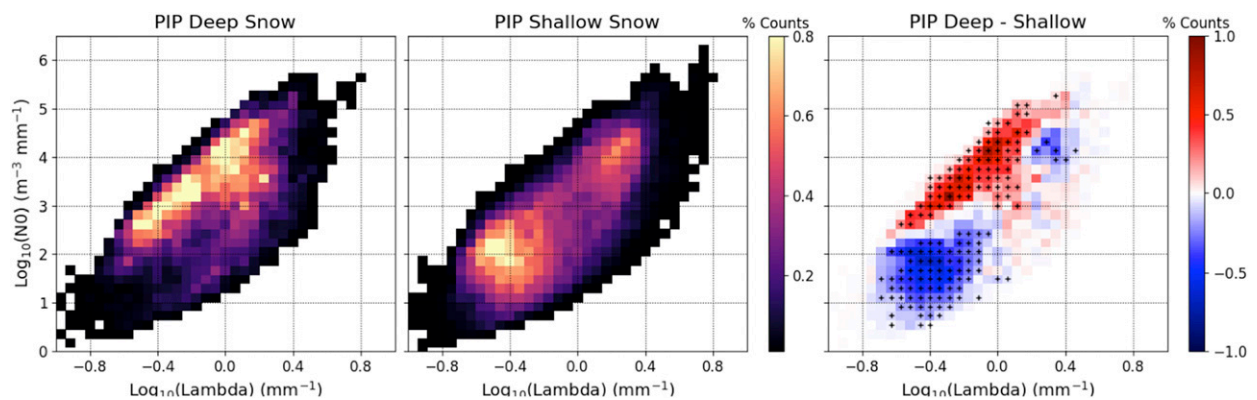 PIP Deep Snow
PIP Shallow Snow
% Counts
PIP Deep - Shallow
% Counts
Log₁₀(N0) (m⁻³ mm⁻¹)
6
5
4
3
2
1
0
0.8
0.6
0.4
0.2
1.0
0.5
0.0
−0.5
−1.0
−0.8 −0.4 0.0 0.4 0.8
−0.8 −0.4 0.0 0.4 0.8
−0.8 −0.4 0.0 0.4 0.8
Log₁₀(Lambda) (mm⁻¹)
Log₁₀(Lambda) (mm⁻¹)
Log₁₀(Lambda) (mm⁻¹)